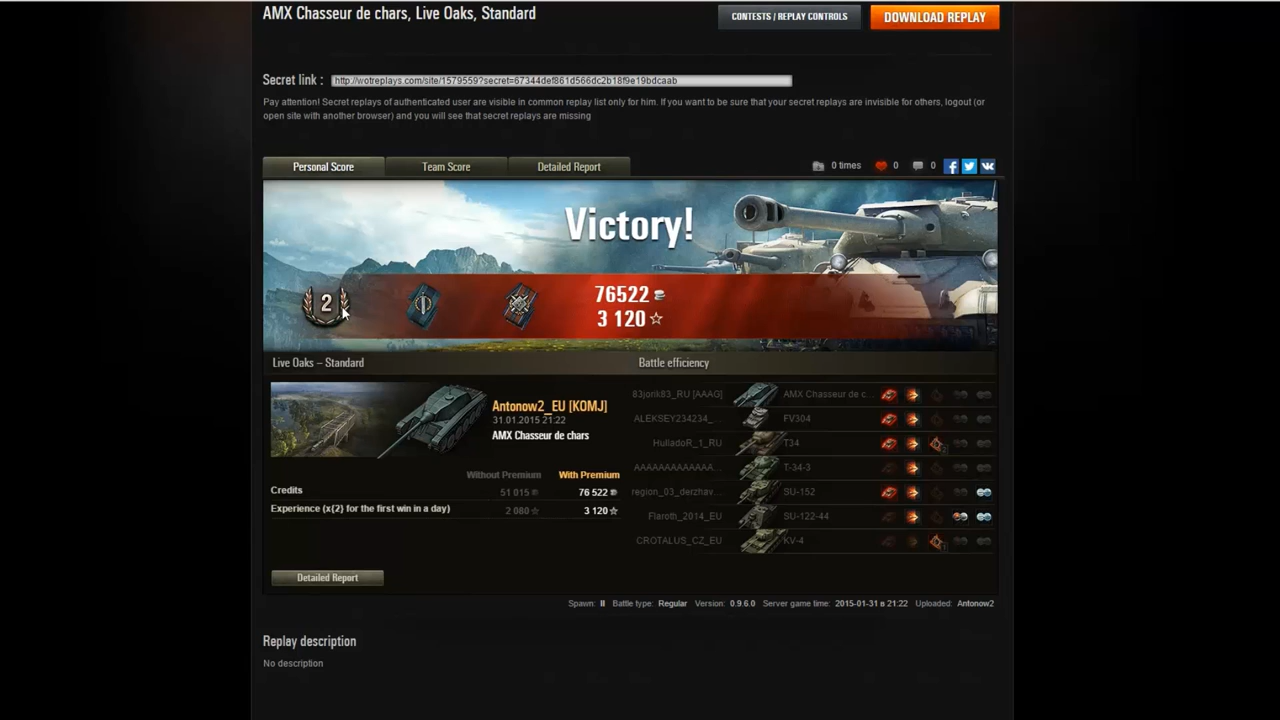 AMX Chasseur de chars, Live Oaks, Standard
CONTESTS / REPLAY CONTROLS
DOWNLOAD REPLAY
Secret link :
http://wotreplays.com/site/1579559?secret=67344def861d566dc2b18f9e19bdcaab
Pay attention! Secret replays of authenticated user are visible in common replay list only for him. If you want to be sure that your secret replays are invisible for others, logout (or
open site with another browser) and you will see that secret replays are missing
Personal Score
Team Score
Detailed Report
0 times
0
0
Victory!
2
76522
3 120
Live Oaks – Standard
Battle efficiency
Antonow2_EU [KOMJ]
31.01.2015 21:22
AMX Chasseur de chars
Without Premium With Premium
Credits 51 015 76 522
Experience (x{2} for the first win in a day) 2 080 3 120
Detailed Report
83jorik83_RU [AAAG] AMX Chasseur de c...
ALEKSEY234234_... FV304
HulladoR_1_RU T34 2
AAAAAAAAAAAAA... T-34-3
region_03_derzhav... SU-152
Flaroth_2014_EU SU-122-44
CROTALUS_CZ_EU KV-4 1
Spawn: II Battle type: Regular Version: 0.9.6.0 Server game time: 2015-01-31 в 21:22 Uploaded: Antonow2
Replay description
No description